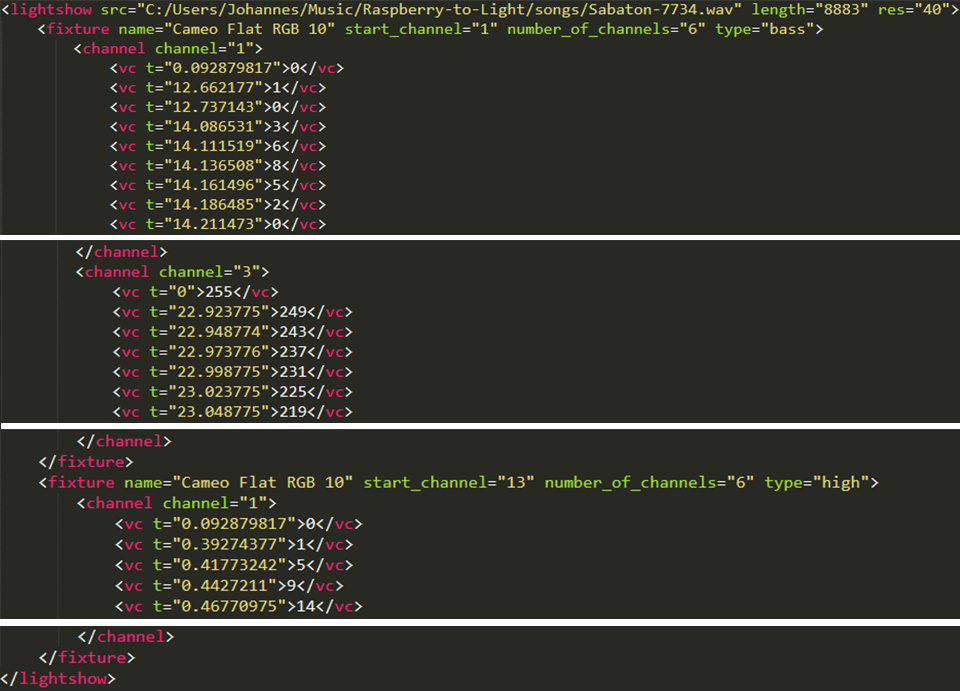 <lightshow src="C:/Users/Johannes/Music/Raspberry-to-Light/songs/Sabaton-7734.wav" length="8883" res="40">
<fixture name="Cameo Flat RGB 10" start_channel="1" number_of_channels="6" type="bass">
<channel channel="1">
<vc t="0.092879817">0</vc>
<vc t="12.662177">1</vc>
<vc t="12.737143">0</vc>
<vc t="14.086531">3</vc>
<vc t="14.111519">6</vc>
<vc t="14.136508">8</vc>
<vc t="14.161496">5</vc>
<vc t="14.186485">2</vc>
<vc t="14.211473">0</vc>
</channel>
<channel channel="3">
<vc t="0">255</vc>
<vc t="22.923775">249</vc>
<vc t="22.948774">243</vc>
<vc t="22.973776">237</vc>
<vc t="22.998775">231</vc>
<vc t="23.023775">225</vc>
<vc t="23.048775">219</vc>
</channel>
</fixture>
<fixture name="Cameo Flat RGB 10" start_channel="13" number_of_channels="6" type="high">
<channel channel="1">
<vc t="0.092879817">0</vc>
<vc t="0.39274377">1</vc>
<vc t="0.41773242">5</vc>
<vc t="0.4427211">9</vc>
<vc t="0.46770975">14</vc>
</channel>
</fixture>
</lightshow>